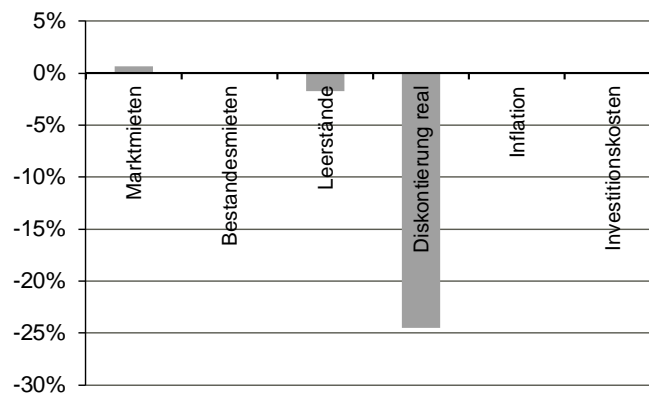 5%
0%
-5%
-10%
-15%
-20%
-25%
-30%
Marktmieten
Bestandesmieten
Leerstände
Diskontierung real
Inflation
Investitionskosten